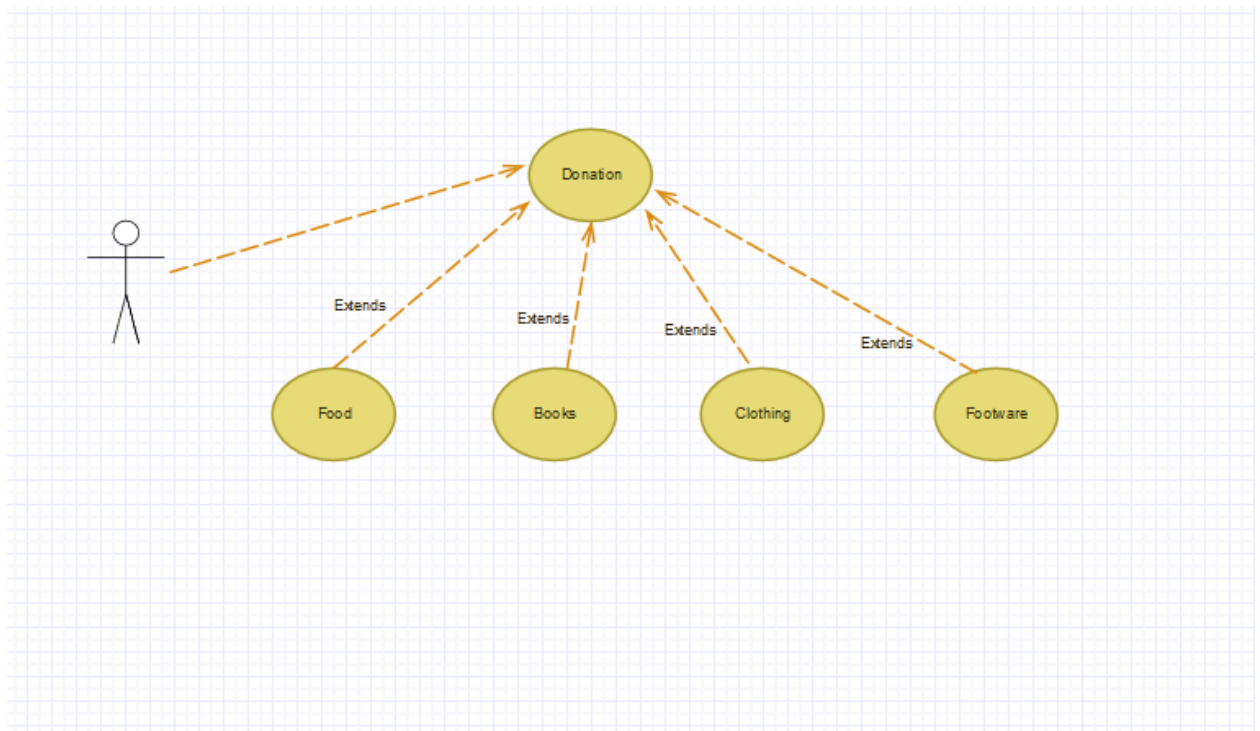 Donation
Extends
Extends
Extends
Extends
Food
Books
Clothing
Footware